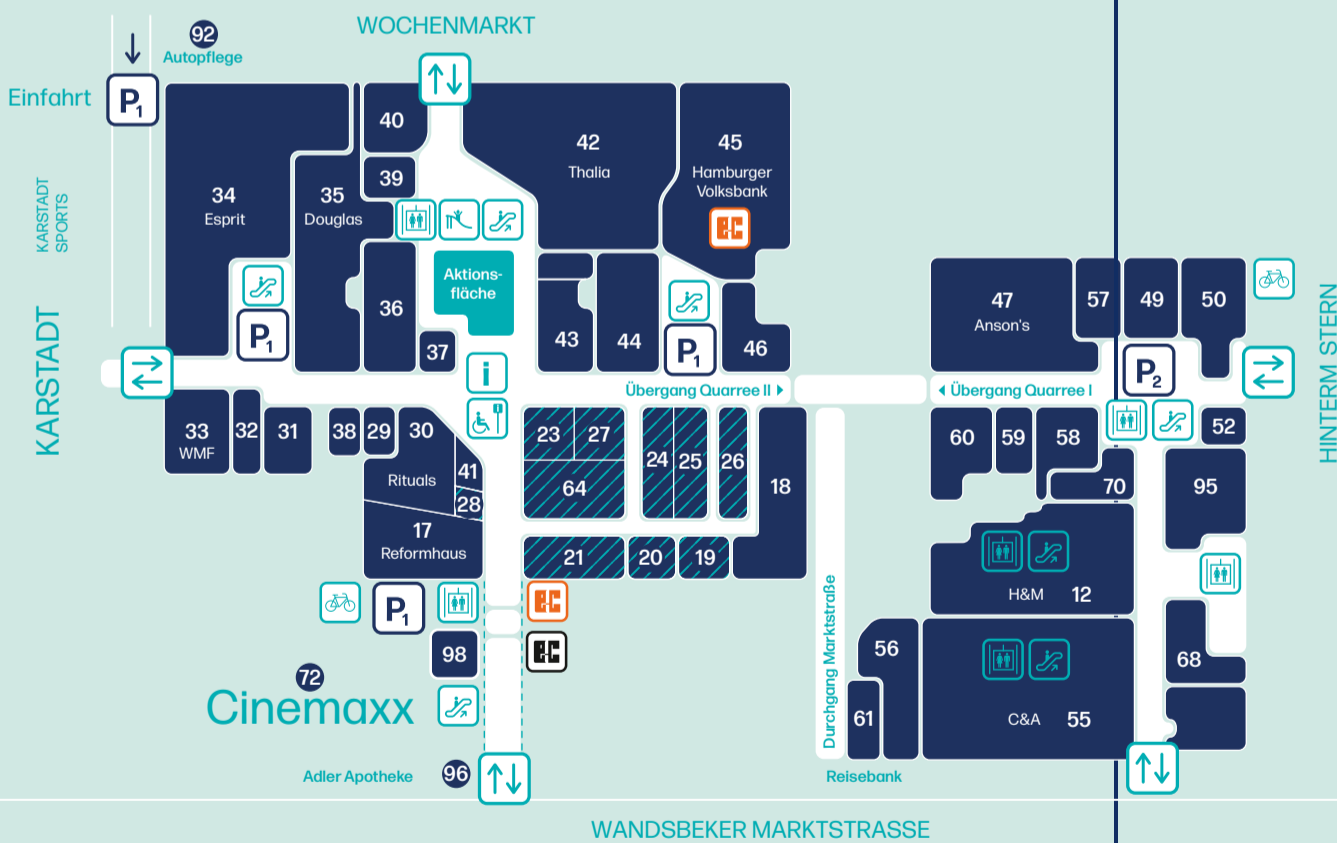 WOCHENMARKT
92
Autopflege
Einfahrt
P1
KARSTADT
SPORTS
KARSTADT
34
Esprit
35
Douglas
40
39
36
37
Aktions-
fläche
42
Thalia
45
Hamburger
Volksbank
43
44
46
P1
P1
i
Übergang Quarree II
Übergang Quarree I
47
Anson's
57
49
50
P2
HINTERM STERN
33
WMF
32
31
38
29
30
Rituals
41
28
17
Reformhaus
23
27
64
24
25
26
18
21
20
19
60
59
58
70
52
95
H&M 12
C&A 55
56
61
68
Durchgang Marktstraße
P1
98
72
Cinemaxx
Adler Apotheke 96
Reisebank
WANDSBEKER MARKTSTRASSE
ec
ec
ec